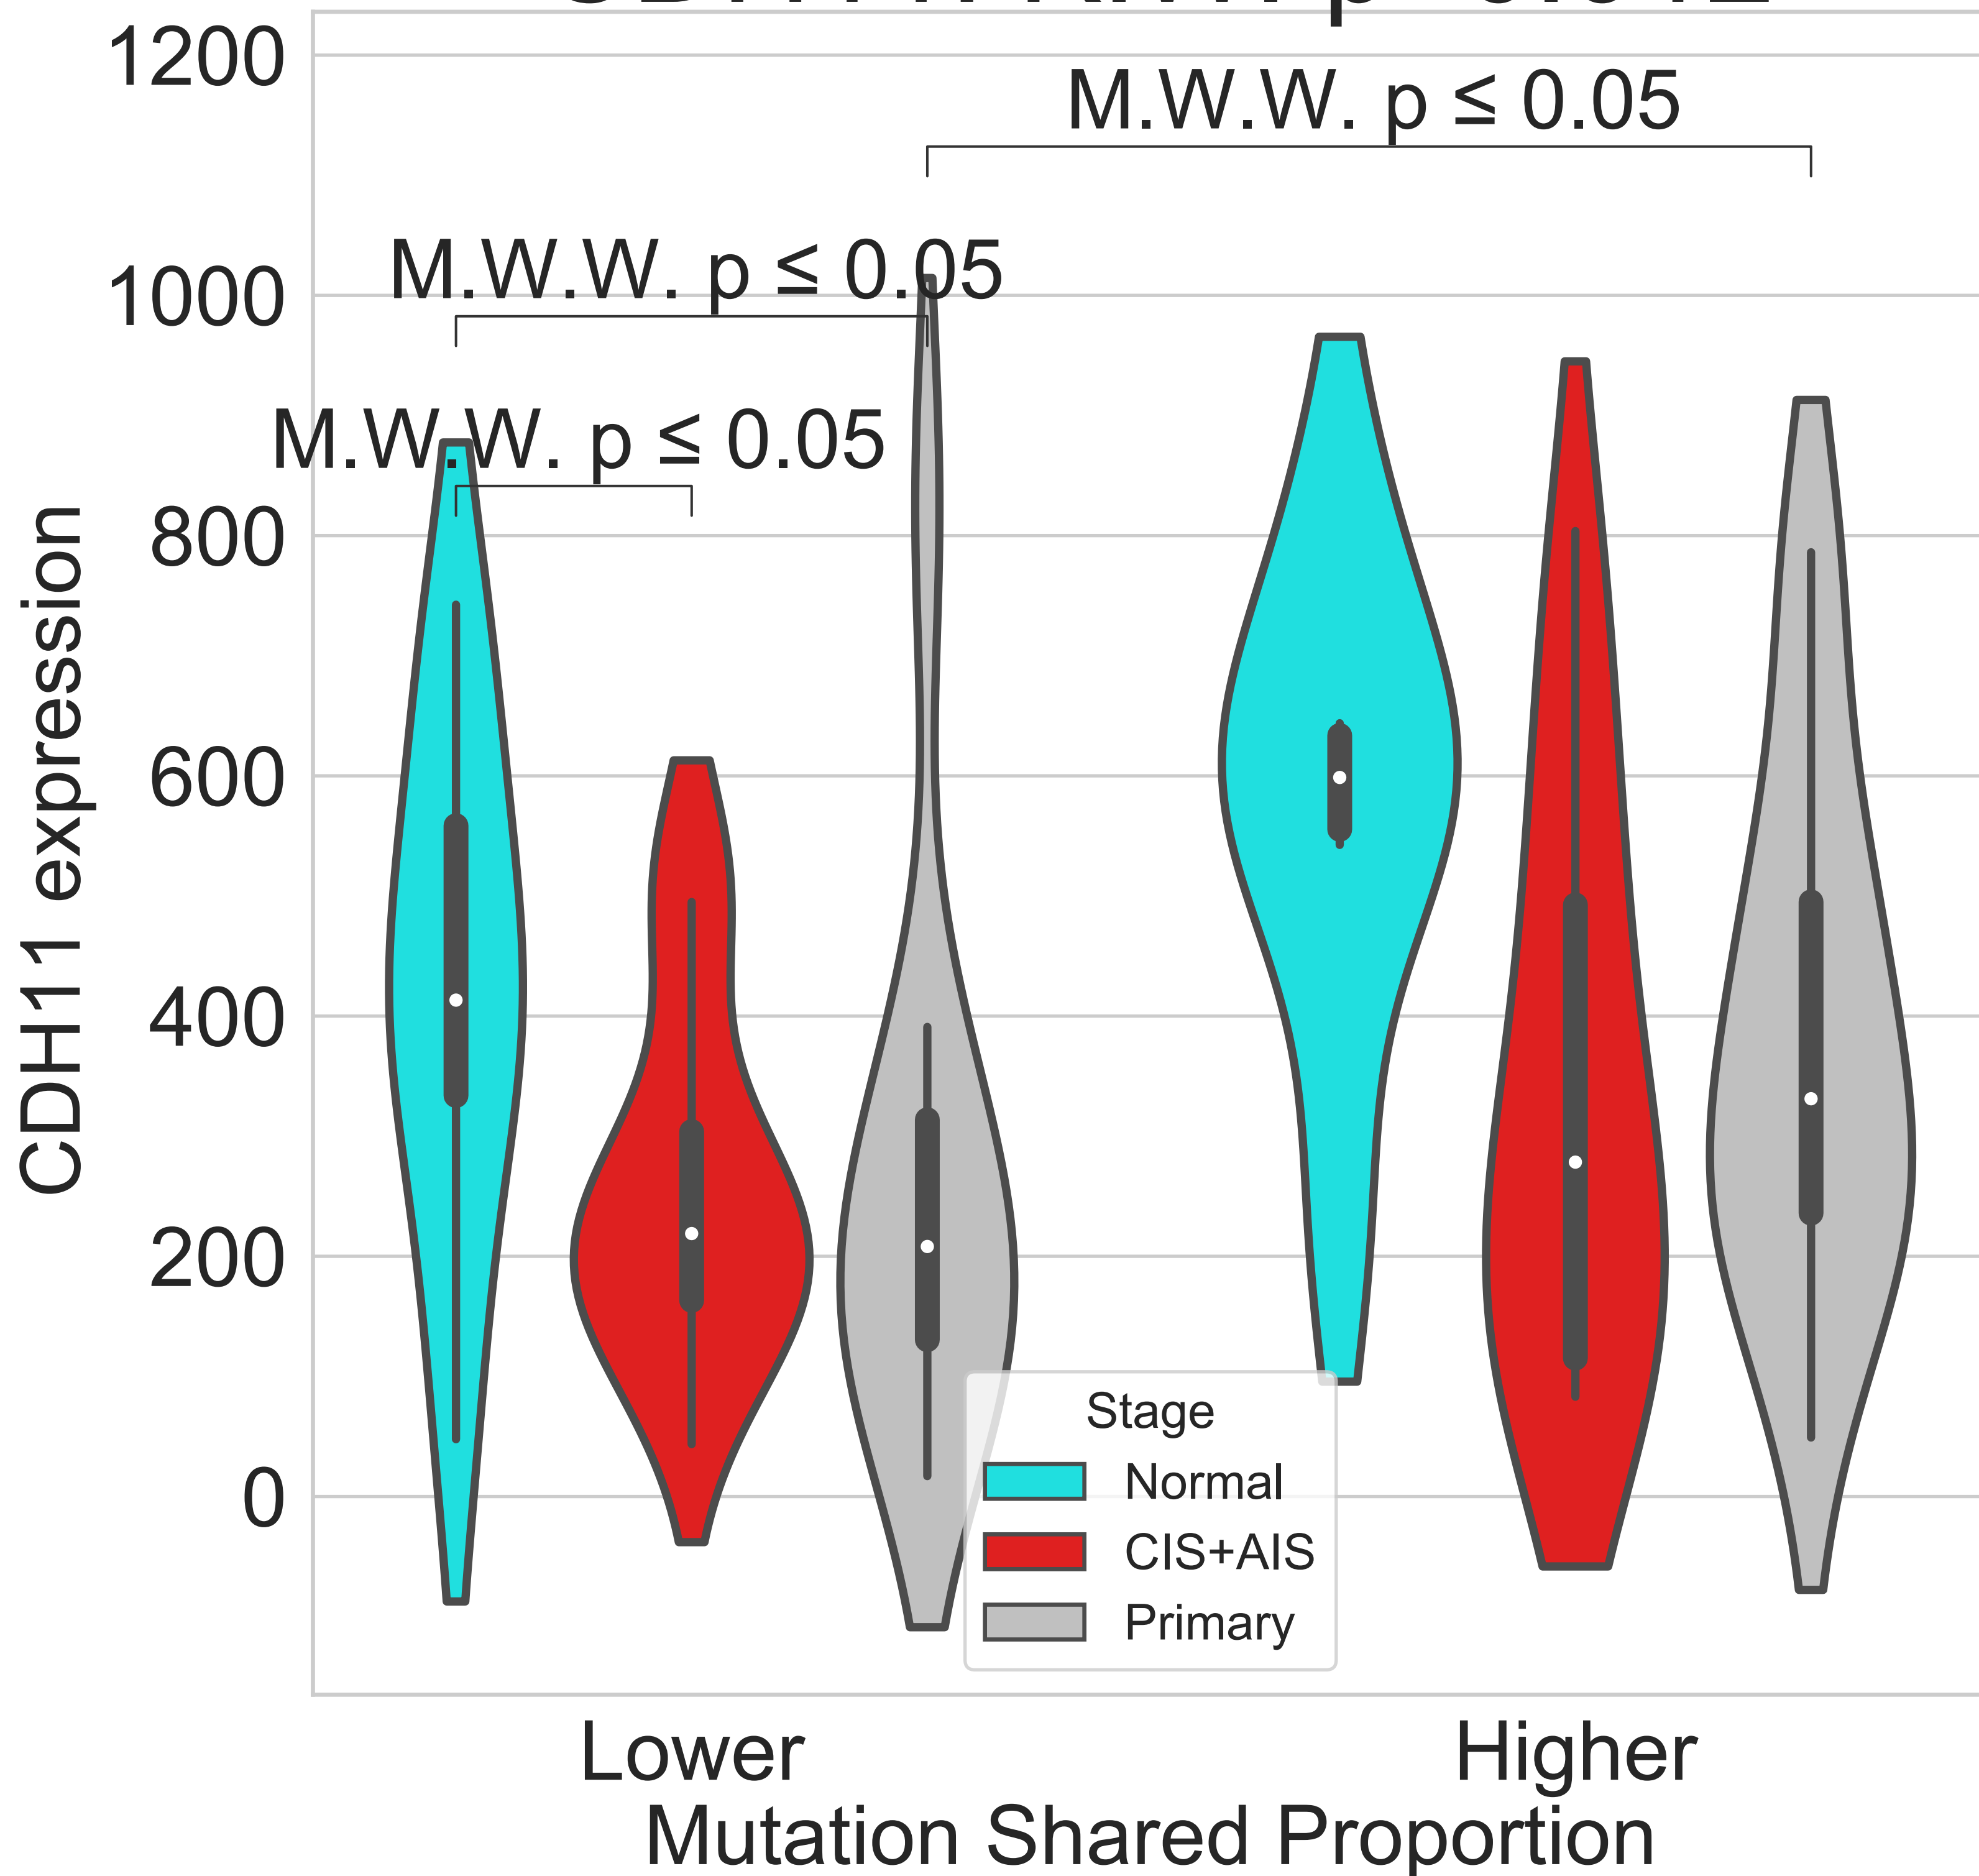 1200
M.W.W. p ≤ 0.05
M.W.W. p ≤ 0.05
1000
M.W.W. p ≤ 0.05
800
600
400
200
0
CDH11 expression
Stage
Normal
CIS+AIS
Primary
Lower
Higher
Mutation Shared Proportion